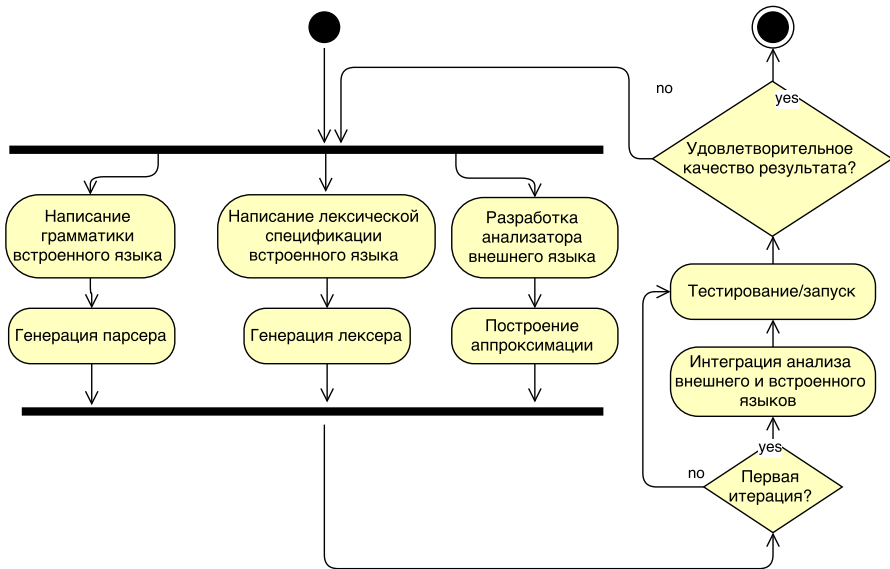 no
yes
Удовлетворительное
качество результата?
Написание
грамматики
встроенного языка
Написание лексической
спецификации
встроенного языка
Разработка
анализатора
внешнего языка
Тестирование/запуск
Генерация парсера
Генерация лексера
Построение
аппроксимации
Интеграция анализа
внешнего и встроенного
языков
yes
no
Первая
итерация?